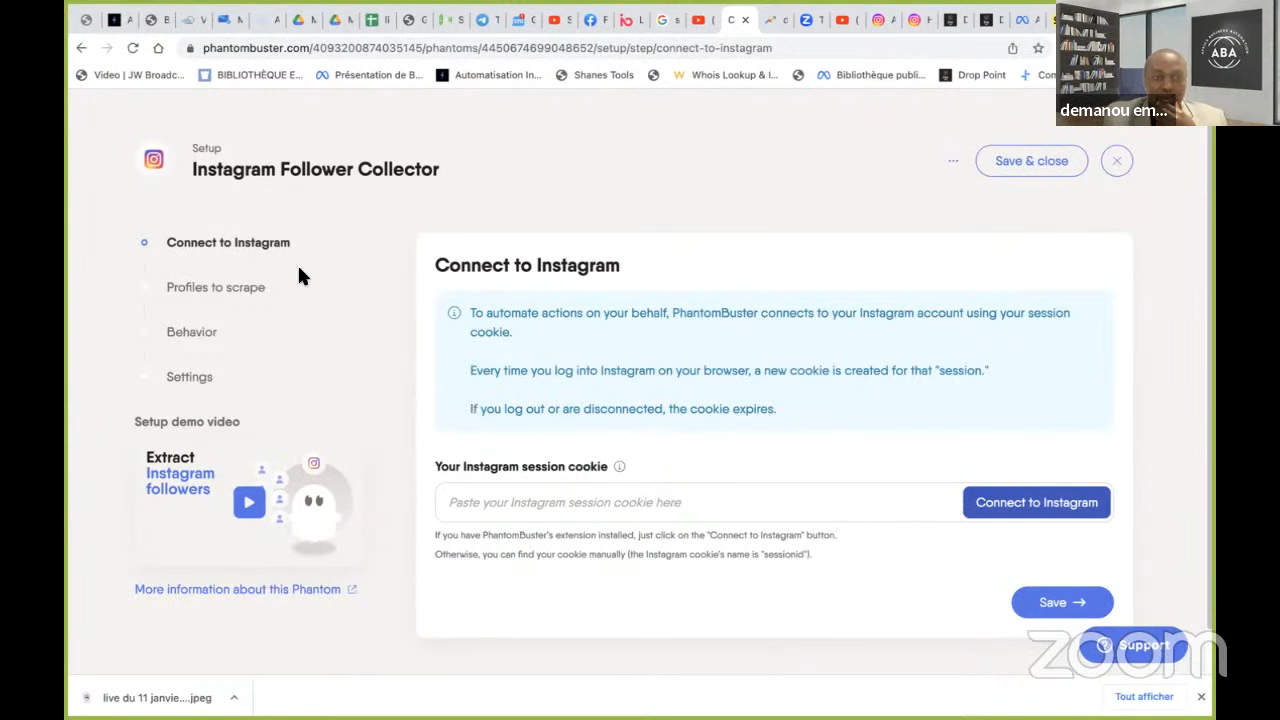 phantombuster.com/4093200874035145/phantoms/4450674699048652/setup/step/connect-to-instagram
Video | JW Broadc...
BIBLIOTHÈQUE E...
Présentation de B...
Automatisation In...
Shanes Tools
Whois Lookup & I...
Bibliothèque publi...
Drop Point
ABA
demanou em...
Setup
Instagram Follower Collector
Save & close
Connect to Instagram
Profiles to scrape
Behavior
Settings
Setup demo video
Extract
Instagram
followers
More information about this Phantom
Connect to Instagram
To automate actions on your behalf, PhantomBuster connects to your Instagram account using your session
cookie.
Every time you log into Instagram on your browser, a new cookie is created for that "session."
If you log out or are disconnected, the cookie expires.
Your Instagram session cookie
Paste your Instagram session cookie here
Connect to Instagram
If you have PhantomBuster's extension installed, just click on the "Connect to Instagram" button.
Otherwise, you can find your cookie manually (the Instagram cookie's name is "sessionid").
Save
Support
zoom
live du 11 janvie....jpeg
Tout afficher